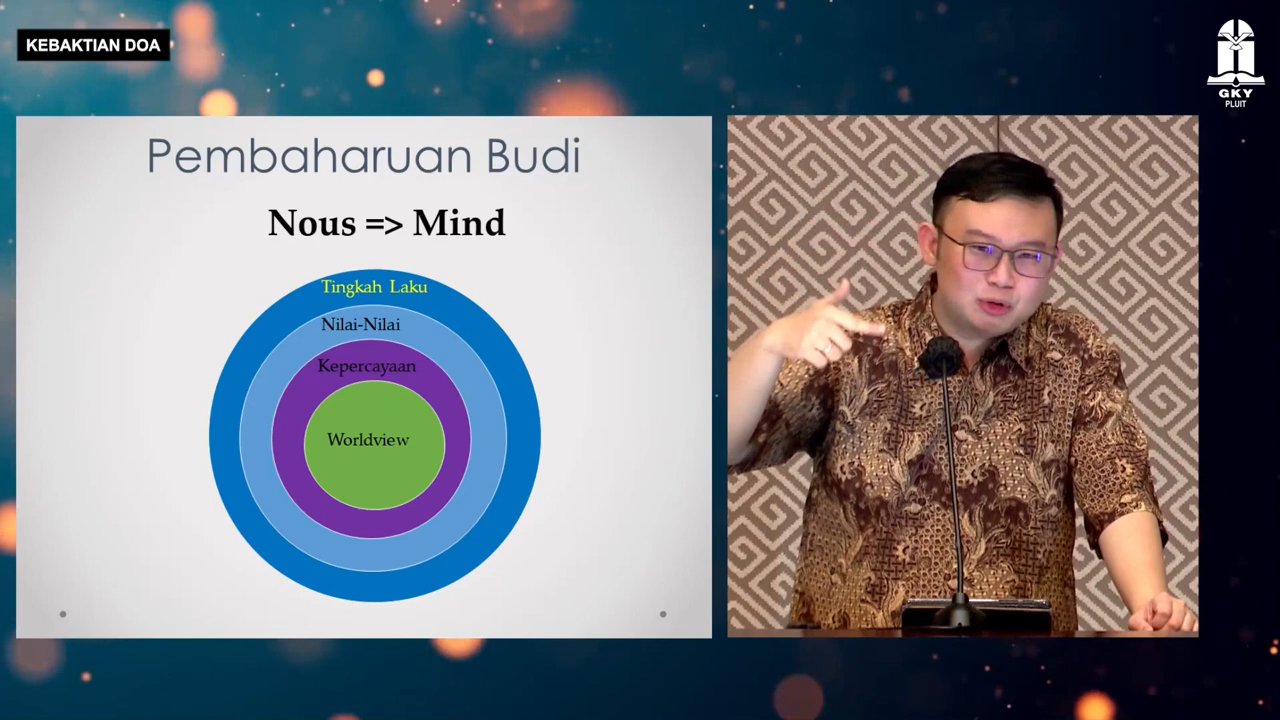 KEBAKTIAN DOA
GKY
PLUIT
Pembaharuan Budi
Nous => Mind
Tingkah Laku
Nilai-Nilai
Kepercayaan
Worldview